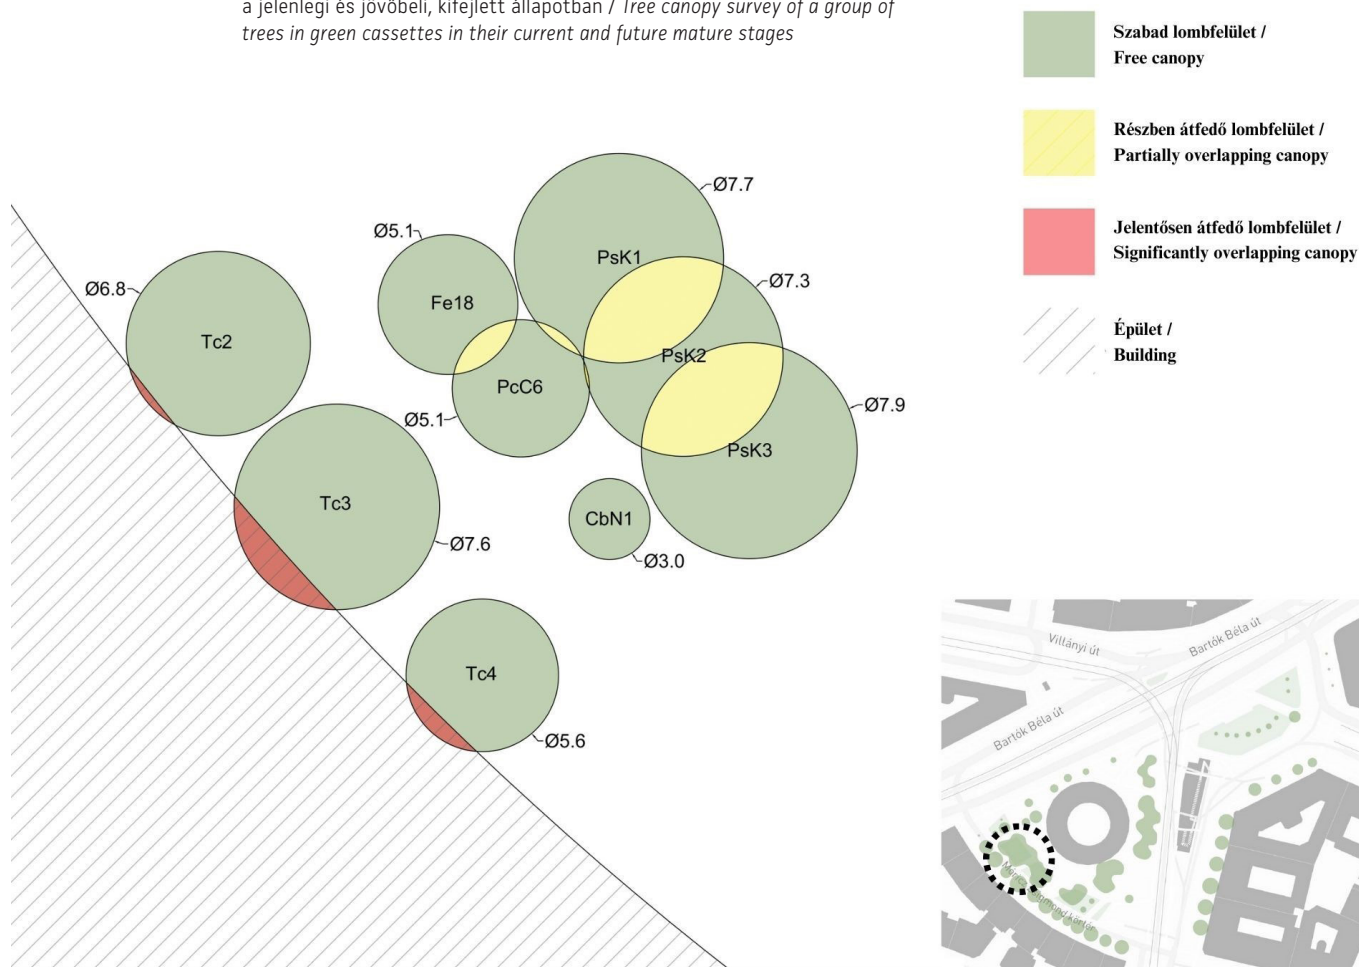 a jelenlegi és jövőbeli, kifejlett állapotban / Tree canopy survey of a group of
trees in green cassettes in their current and future mature stages
Szabad lombfelület /
Free canopy
Részben átfedő lombfelület /
Partially overlapping canopy
Jelentősen átfedő lombfelület /
Significantly overlapping canopy
Épület /
Building
Ø7.7
Ø5.1
PsK1
Ø7.3
Ø6.8
Fe18
Tc2
PsK2
PcC6
Ø7.9
Ø5.1
PsK3
Tc3
CbN1
Ø7.6
Ø3.0
Tc4
Ø5.6
Villányi út
Bartók Béla út
Bartók Béla út
körtér